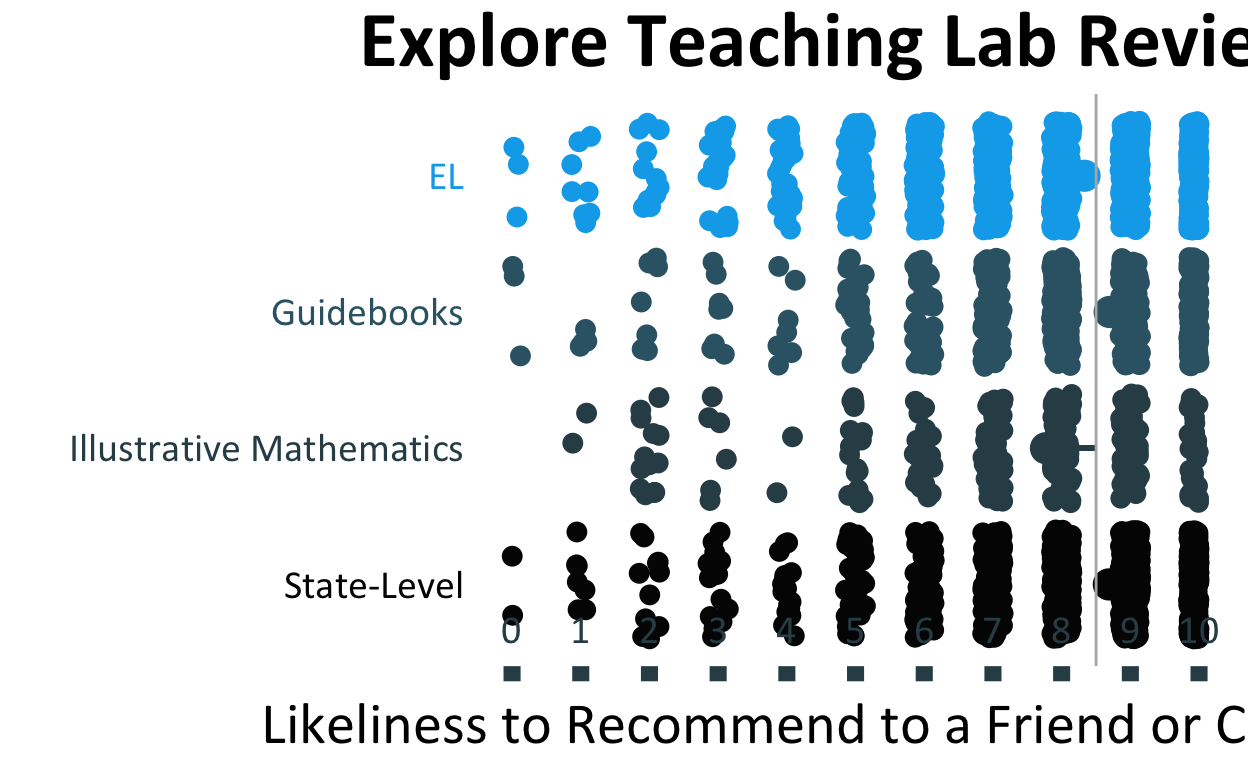 Explore Teaching Lab Revie
EL
Guidebooks
Illustrative Mathematics
State-Level
0 1 2 3 4 5 6 7 8 9 10
Likeliness to Recommend to a Friend or C